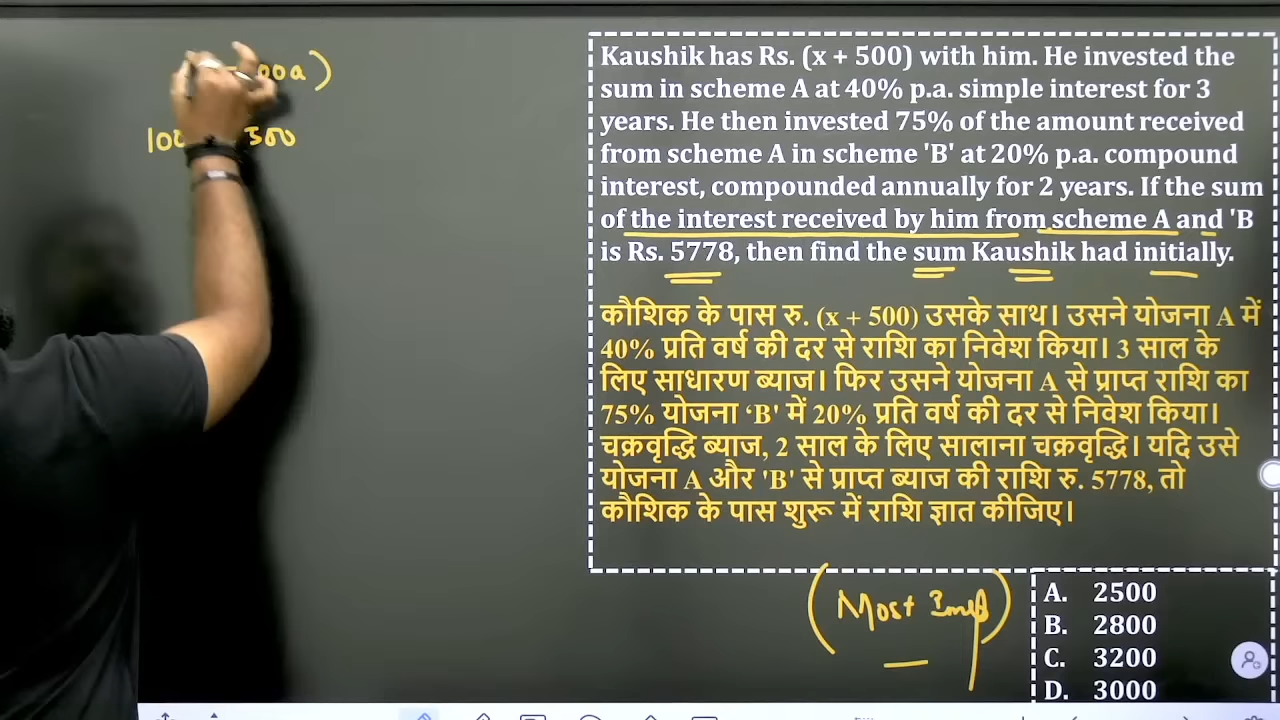 00a )
100
500
Kaushik has Rs. (x + 500) with him. He invested the
sum in scheme A at 40% p.a. simple interest for 3
years. He then invested 75% of the amount received
from scheme A in scheme 'B' at 20% p.a. compound
interest, compounded annually for 2 years. If the sum
of the interest received by him from scheme A and 'B
is Rs. 5778, then find the sum Kaushik had initially.
कौशिक के पास रु. (x + 500) उसके साथ। उसने योजना A में
40% प्रति वर्ष की दर से राशि का निवेश किया। 3 साल के
लिए साधारण ब्याज। फिर उसने योजना A से प्राप्त राशि का
75% योजना ‘B' में 20% प्रति वर्ष की दर से निवेश किया।
चक्रवृद्धि ब्याज, 2 साल के लिए सालाना चक्रवृद्धि। यदि उसे
योजना A और 'B' से प्राप्त ब्याज की राशि रु. 5778, तो
कौशिक के पास शुरू में राशि ज्ञात कीजिए।
(Most
)
A. 2500
B. 2800
C. 3200
D. 3000